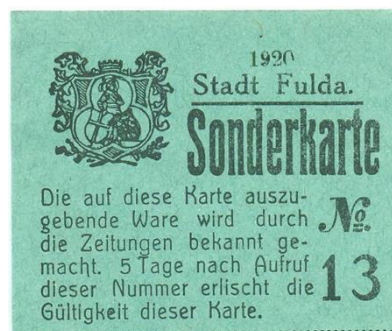 1920
Stadt Fulda.
Sonderkarte
Die auf diese Karte auszu-
gebende Ware wird durch
die Zeitungen bekannt ge-
macht. 5 Tage nach Aufruf
dieser Nummer erlischt die
Gültigkeit dieser Karte.
No.
13